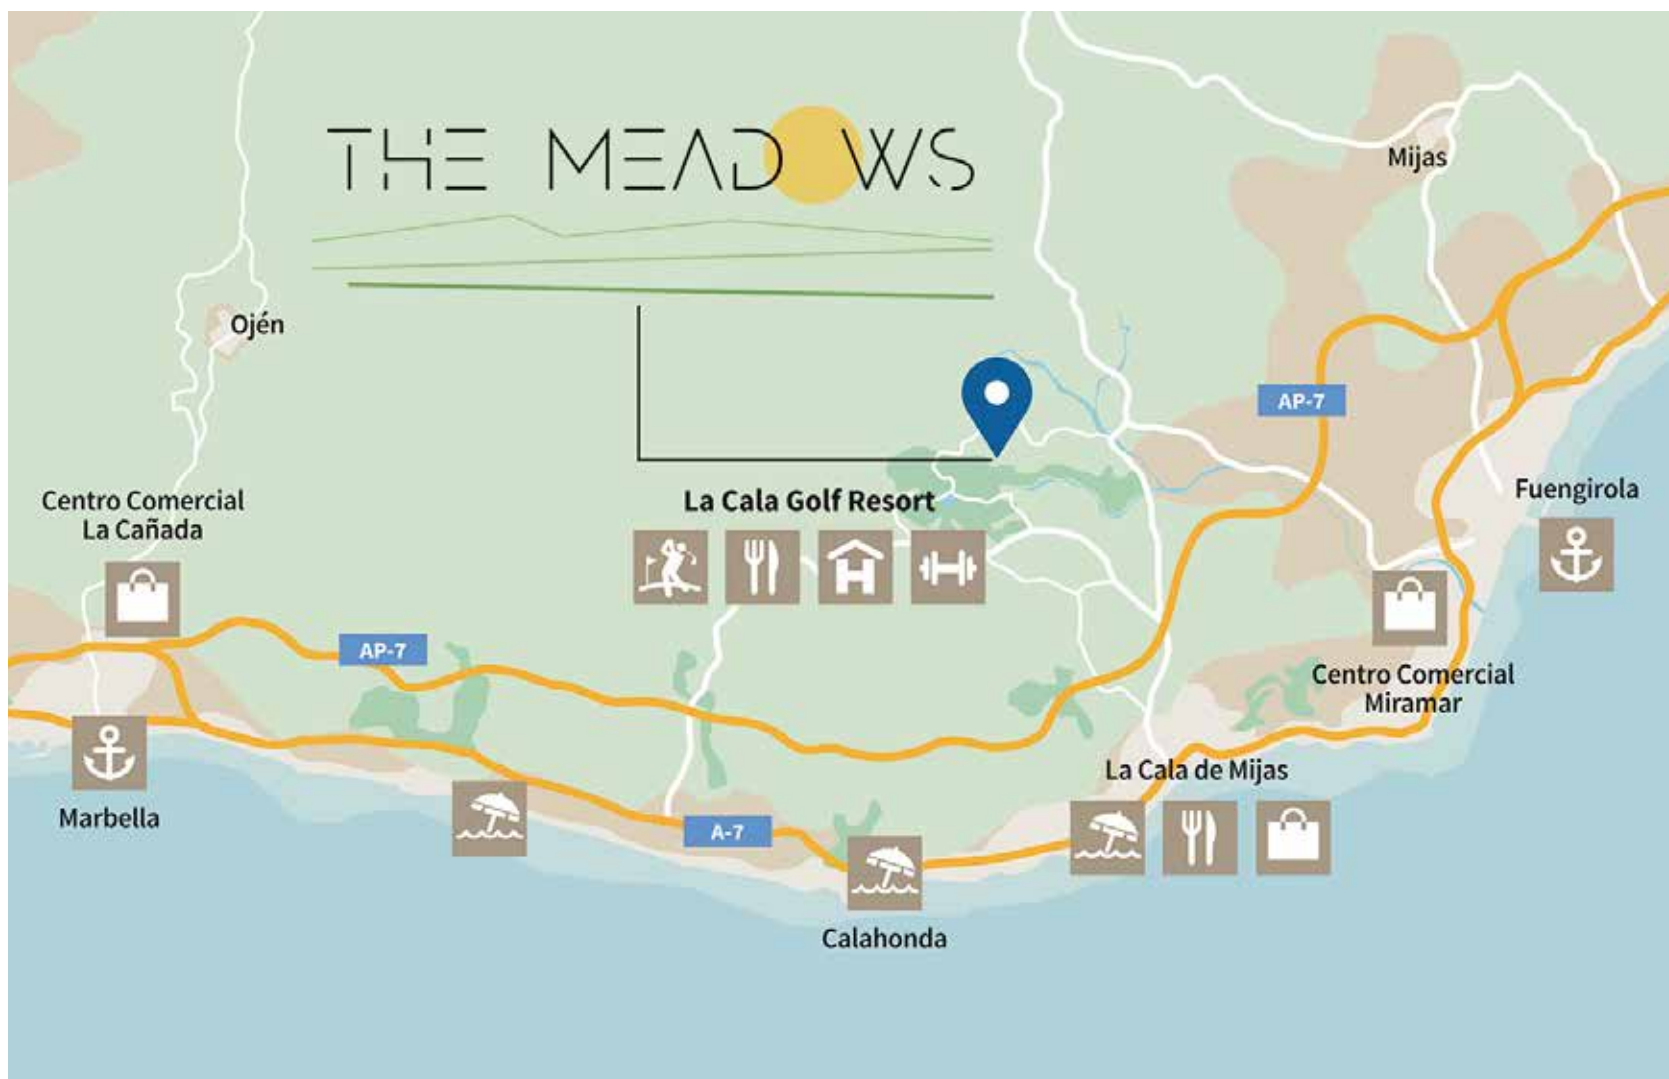 THE MEADOWS
Mijas
Ojén
AP-7
Centro Comercial
La Cañada
La Cala Golf Resort
Fuengirola
AP-7
Centro Comercial
Miramar
La Cala de Mijas
Marbella
A-7
Calahonda